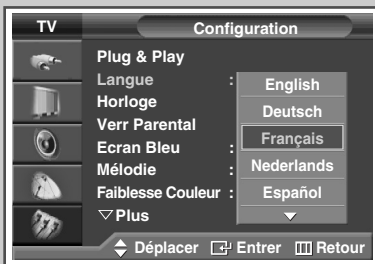 TV Configuration
Plug & Play
Langue :
Horloge
Verr Parental
Ecran Bleu :
Mélodie :
Faiblesse Couleur :
▽Plus
English
Deutsch
Français
Nederlands
Español
Déplacer Entrer Retour